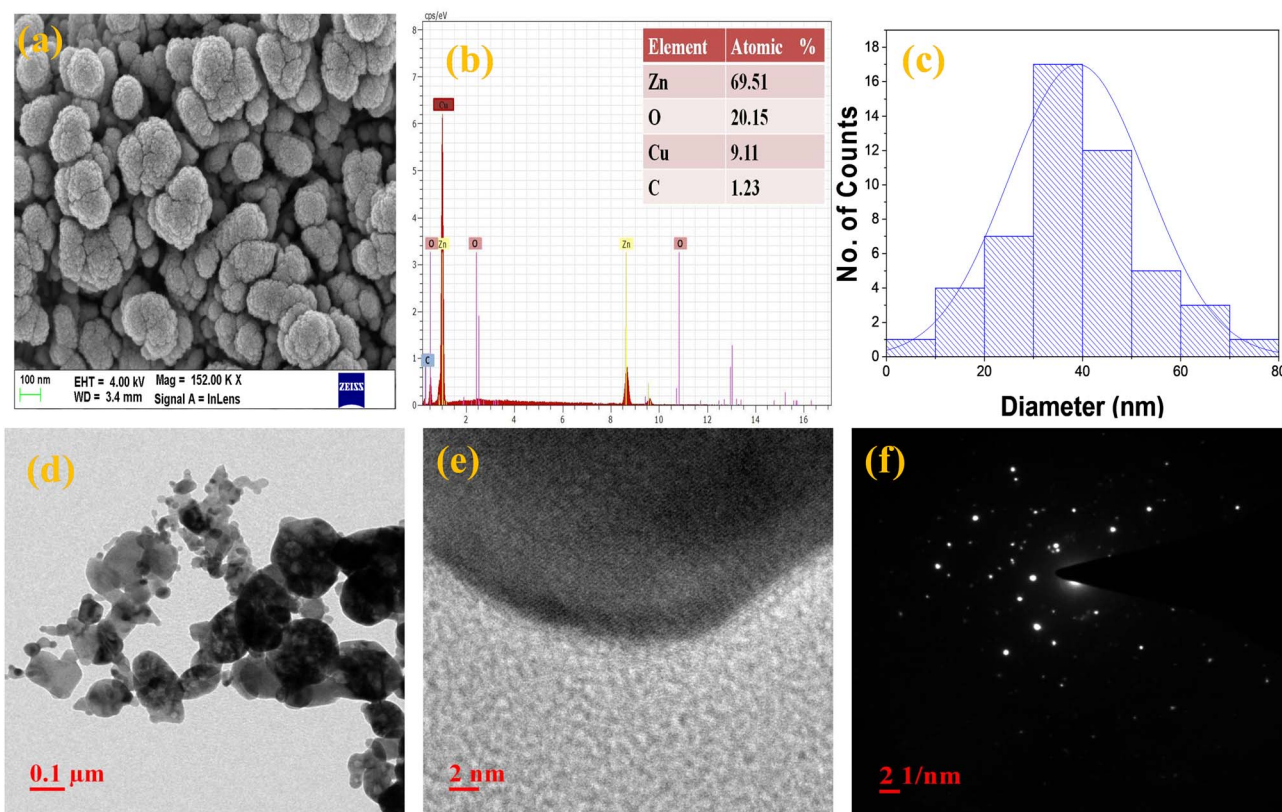 (a)
100 nm
EHT = 4.00 kV Mag = 152.00 K X
WD = 3.4 mm Signal A = InLens
ZEISS
cps/eV
(b)
Element Atomic %
Zn 69.51
O 20.15
Cu 9.11
C 1.23
8
7
6
5
4
3
2
1
0
Cu
O Zn O Zn O
C
2 4 6 8 10 12 14 16
(c)
No. of Counts
18
16
14
12
10
8
6
4
2
0
0 20 40 60 80
Diameter (nm)
(d)
0.1 µm
(e)
2 nm
(f)
2 1/nm